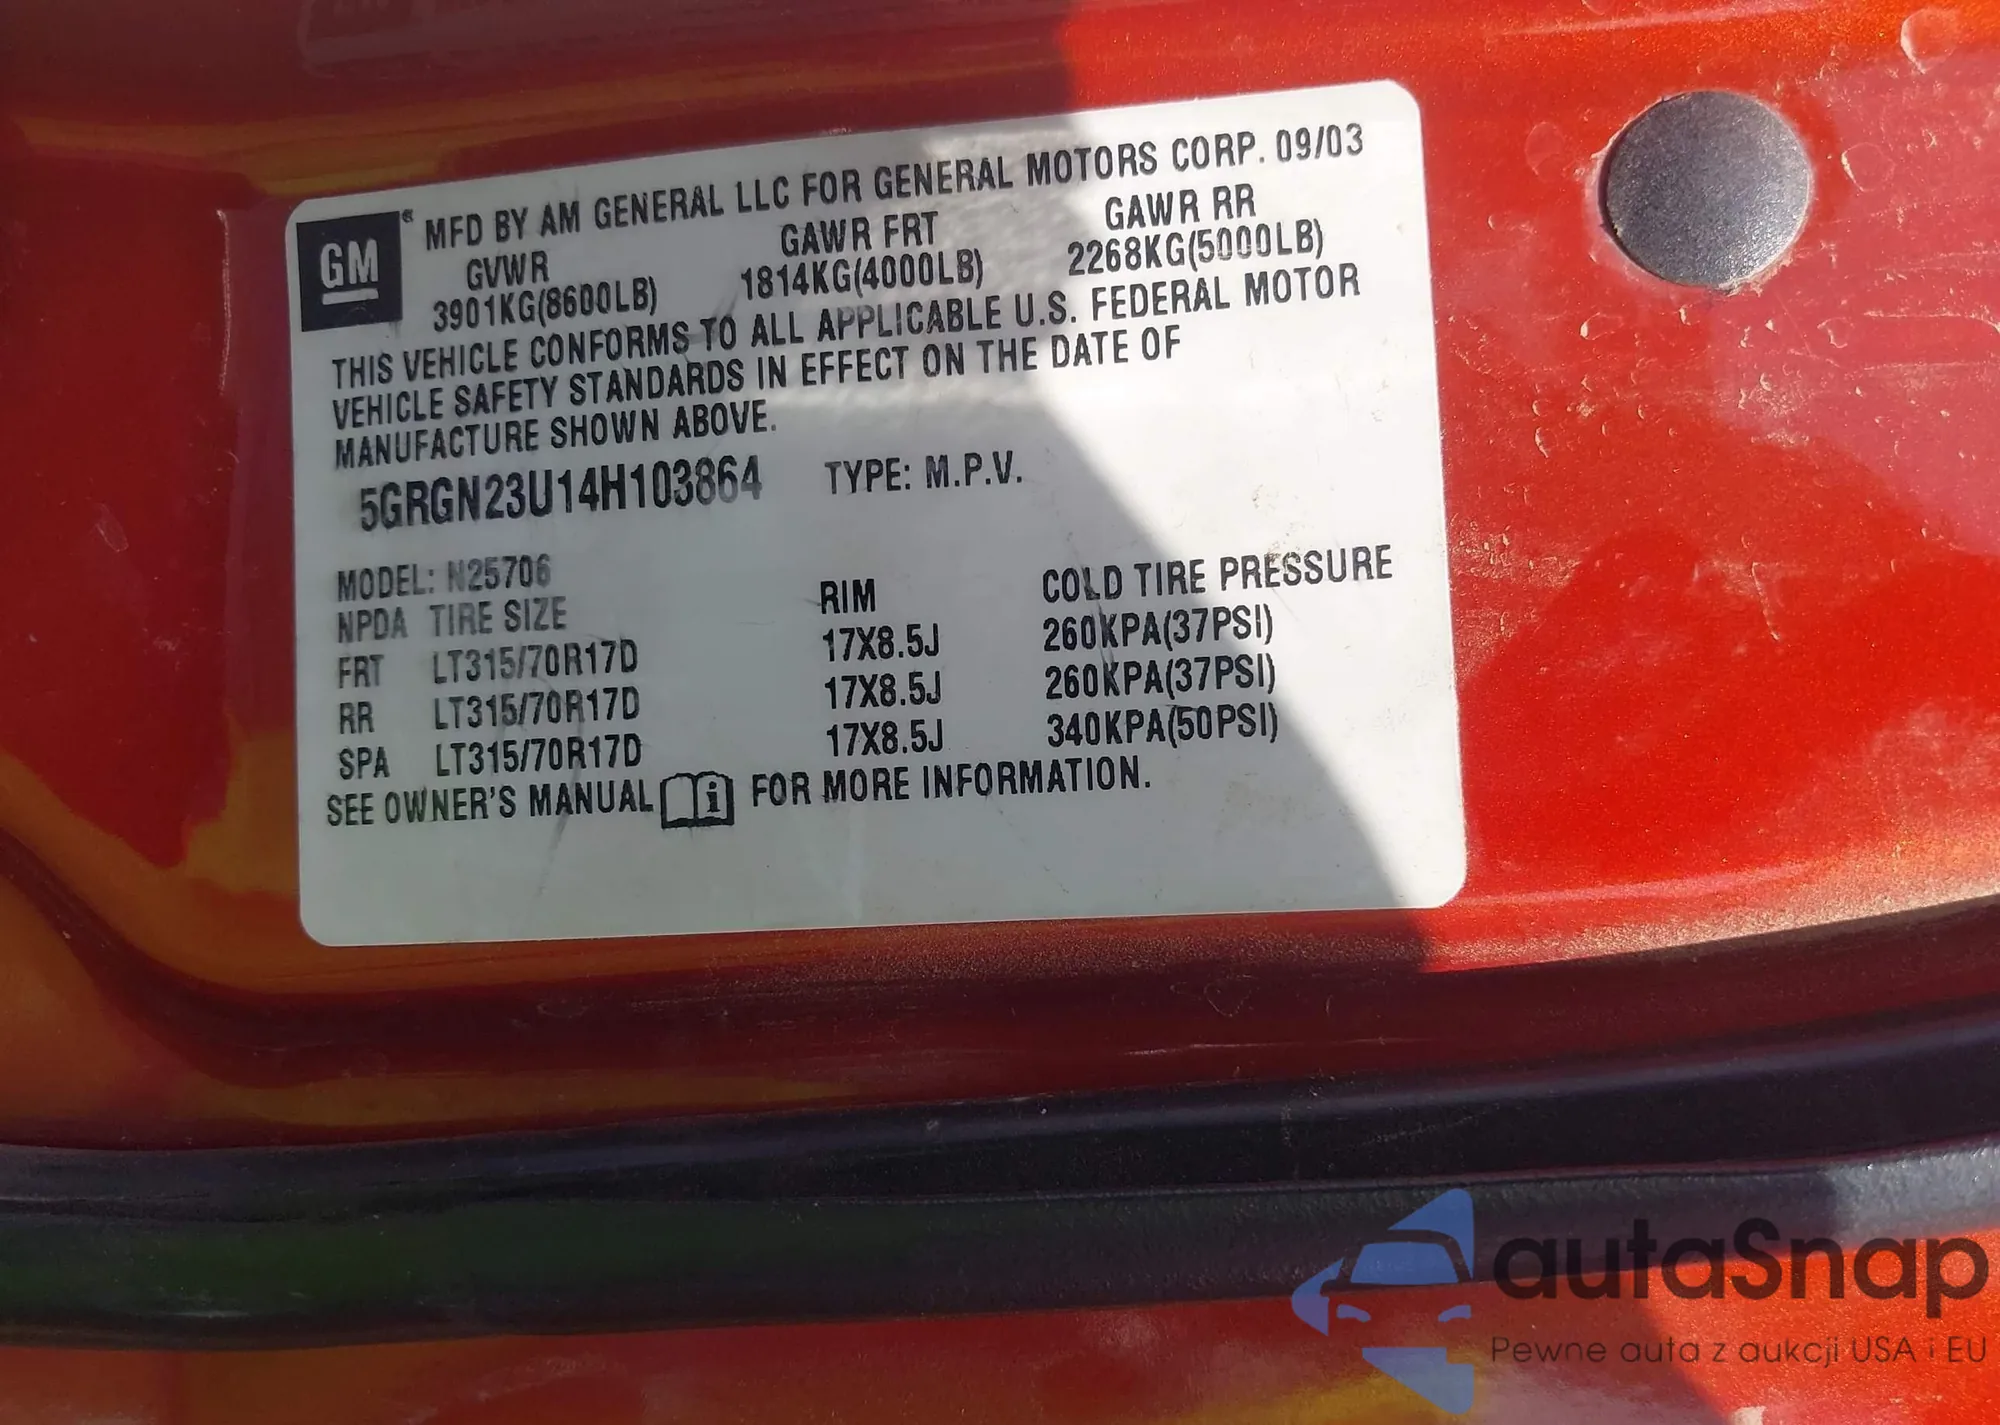 GM
MFD BY AM GENERAL LLC FOR GENERAL MOTORS CORP. 09/03
GVWR GAWR FRT GAWR RR
3901KG(8600LB) 1814KG(4000LB) 2268KG(5000LB)
THIS VEHICLE CONFORMS TO ALL APPLICABLE U.S. FEDERAL MOTOR
VEHICLE SAFETY STANDARDS IN EFFECT ON THE DATE OF
MANUFACTURE SHOWN ABOVE.
5GRGN23U14H103864 TYPE: M.P.V.
MODEL: N25706
NPDA TIRE SIZE RIM COLD TIRE PRESSURE
FRT LT315/70R17D 17X8.5J 260KPA(37PSI)
RR LT315/70R17D 17X8.5J 260KPA(37PSI)
SPA LT315/70R17D 17X8.5J 340KPA(50PSI)
SEE OWNER'S MANUAL i FOR MORE INFORMATION.
autaSnap
Pewne auta z aukcji USA i EU